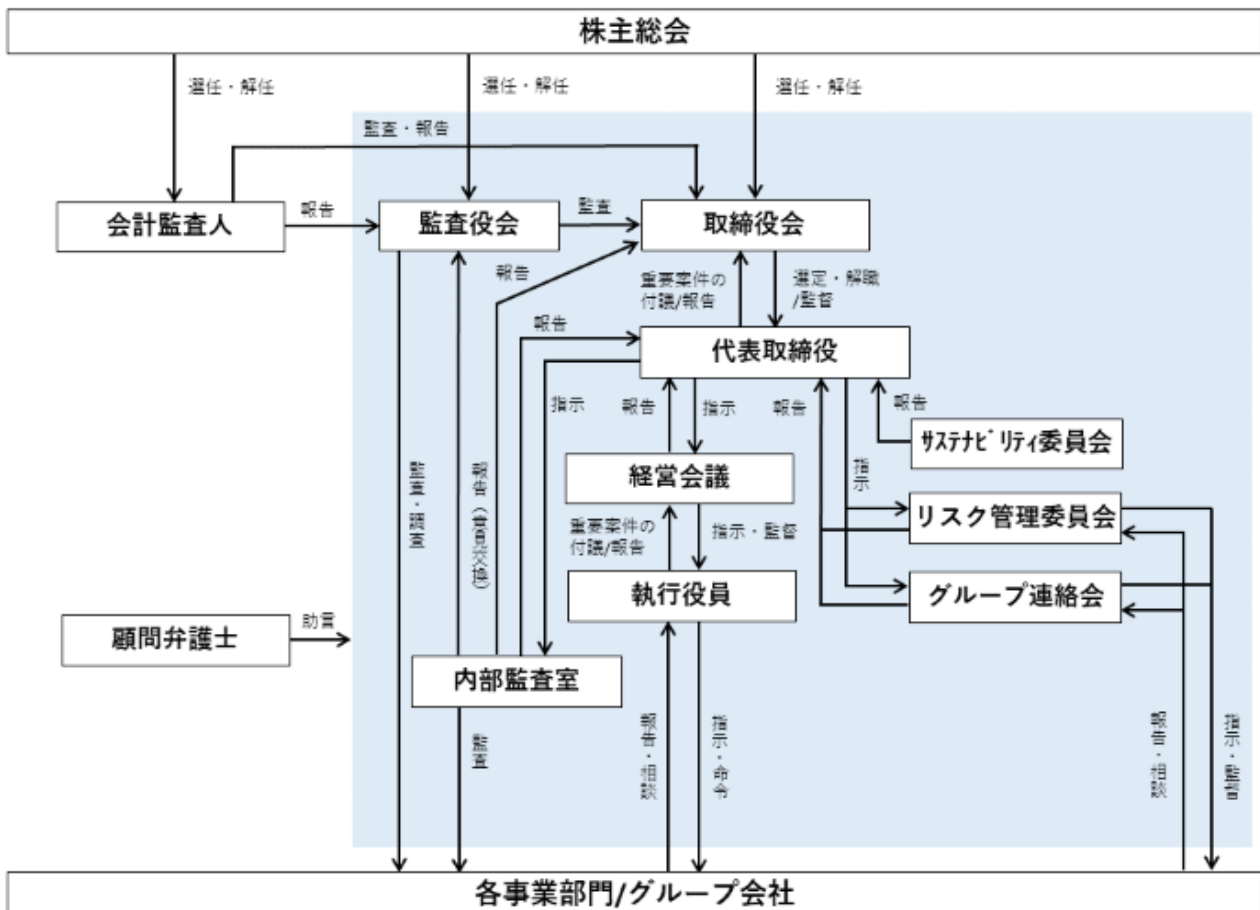 株主総会
選任・解任
選任・解任
選任・解任
監査・報告
会計監査人
報告
監査役会
監査
取締役会
報告
重要案件の
付議/報告
選定・解職
/監督
報告
代表取締役
指示
報告
指示
報告
報告
サステナビリティ委員会
経営会議
指示
監査・調査
報告（意見交換）
リスク管理委員会
重要案件の
付議/報告
指示・監督
執行役員
グループ連絡会
顧問弁護士
助言
内部監査室
監査
報告・相談
指示・命令
報告・相談
指示・監督
各事業部門/グループ会社